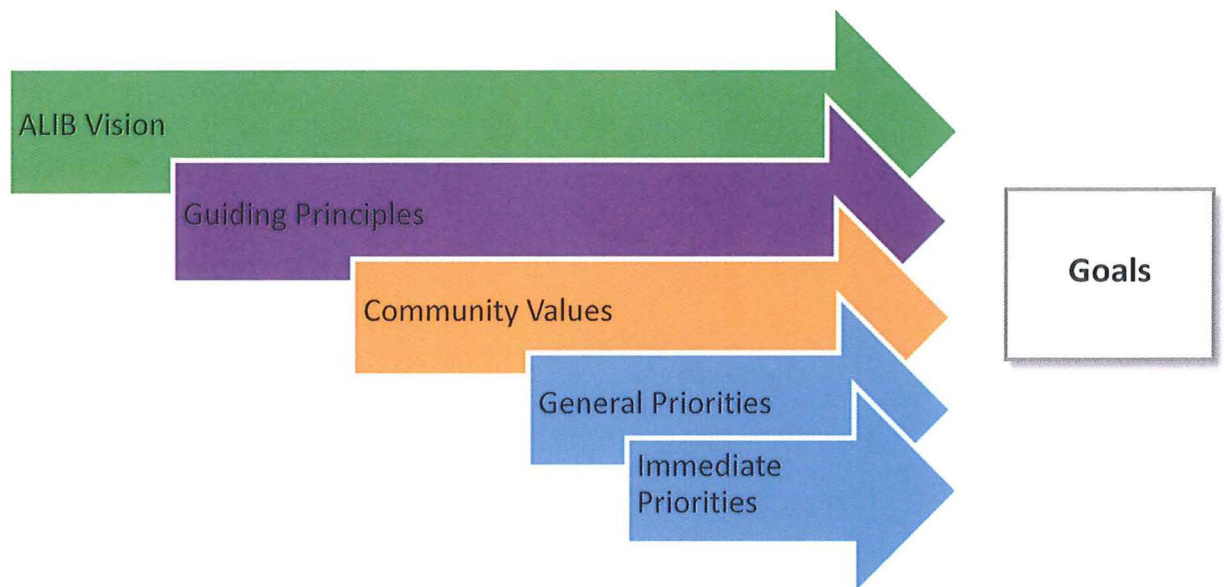 ALIB Vision
Guiding Principles
Community Values
General Priorities
Immediate
Priorities
Goals